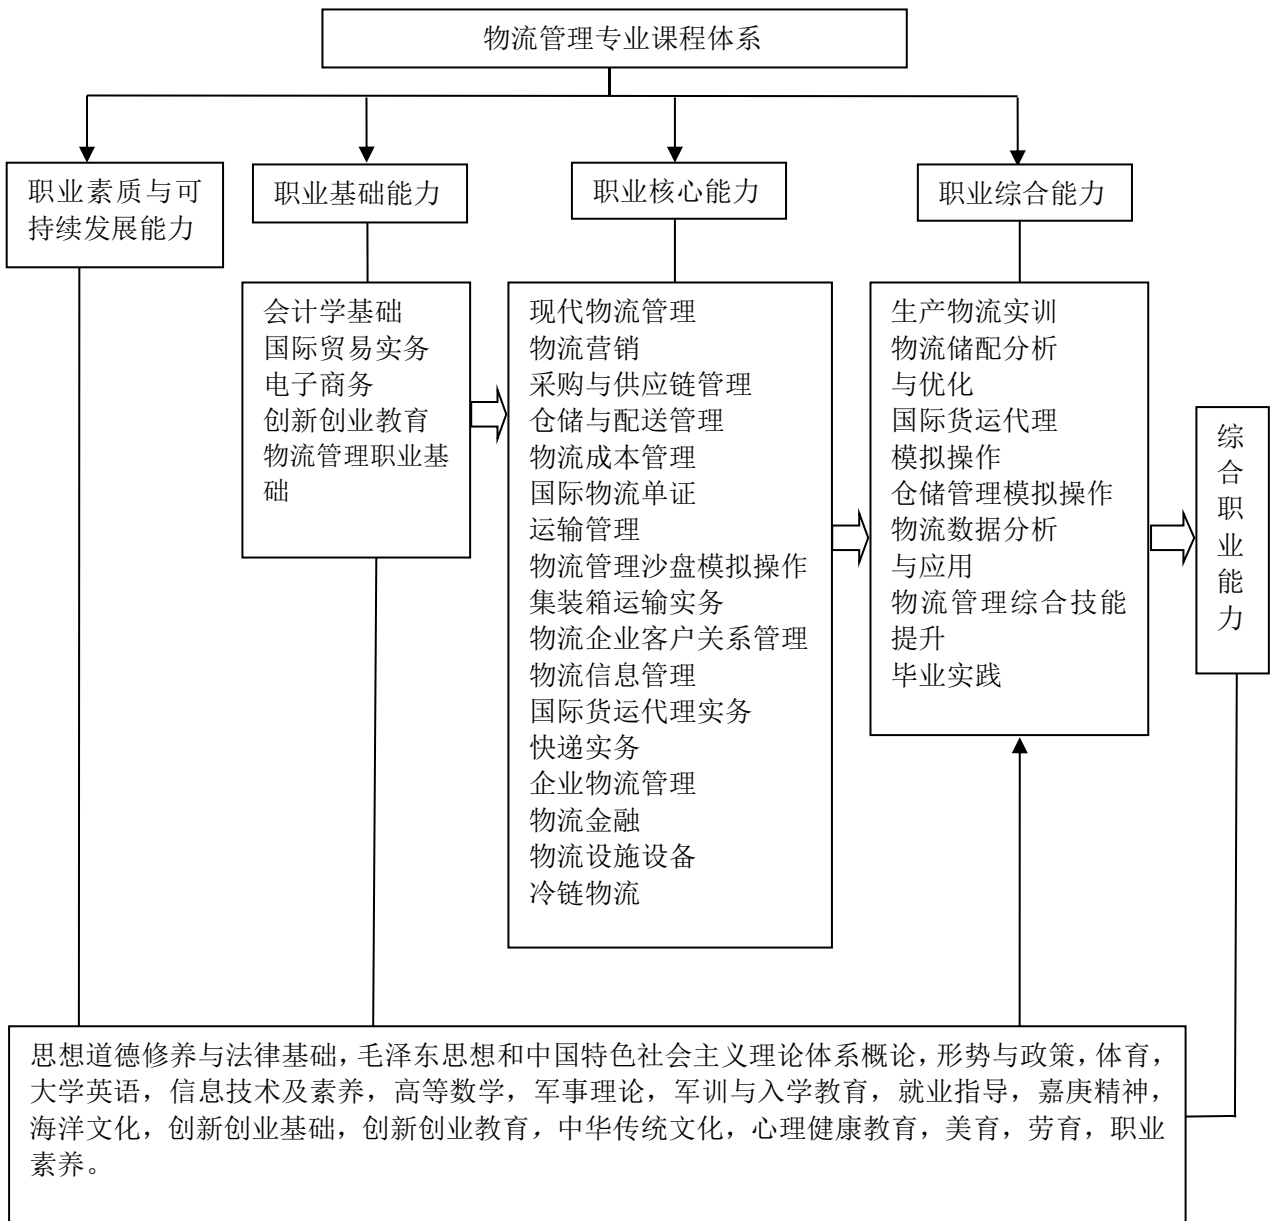 物流管理专业课程体系
职业素质与可
持续发展能力
职业基础能力
职业核心能力
职业综合能力
会计学基础
国际贸易实务
电子商务
创新创业教育
物流管理职业基
础
现代物流管理
物流营销
采购与供应链管理
仓储与配送管理
物流成本管理
国际物流单证
运输管理
物流管理沙盘模拟操作
集装箱运输实务
物流企业客户关系管理
物流信息管理
国际货运代理实务
快递实务
企业物流管理
物流金融
物流设施设备
冷链物流
生产物流实训
物流储配分析
与优化
国际货运代理
模拟操作
仓储管理模拟操作
物流数据分析
与应用
物流管理综合技能
提升
毕业实践
综
合
职
业
能
力
思想道德修养与法律基础，毛泽东思想和中国特色社会主义理论体系概论，形势与政策，体育，
大学英语，信息技术及素养，高等数学，军事理论，军训与入学教育，就业指导，嘉庚精神，
海洋文化，创新创业基础，创新创业教育，中华传统文化，心理健康教育，美育，劳育，职业
素养。